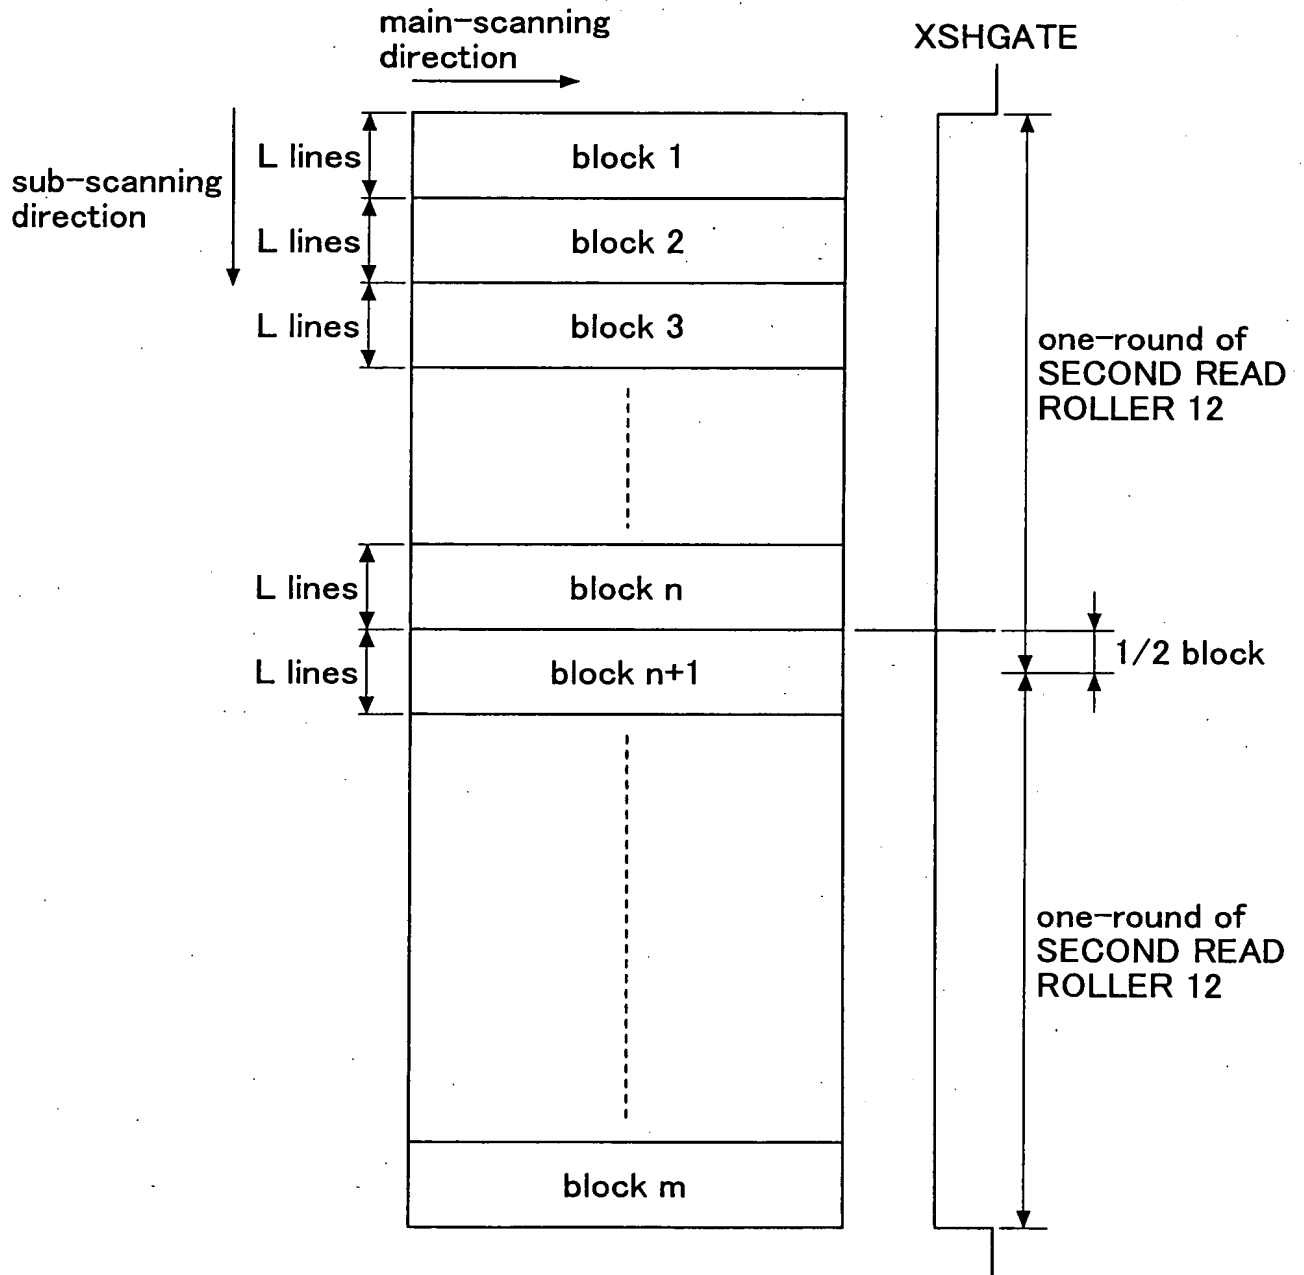 main-scanning
direction
XSHGATE
sub-scanning
direction
L lines
block 1
L lines
block 2
L lines
block 3
one-round of
SECOND READ
ROLLER 12
L lines
block n
L lines
block n+1
1/2 block
one-round of
SECOND READ
ROLLER 12
block m